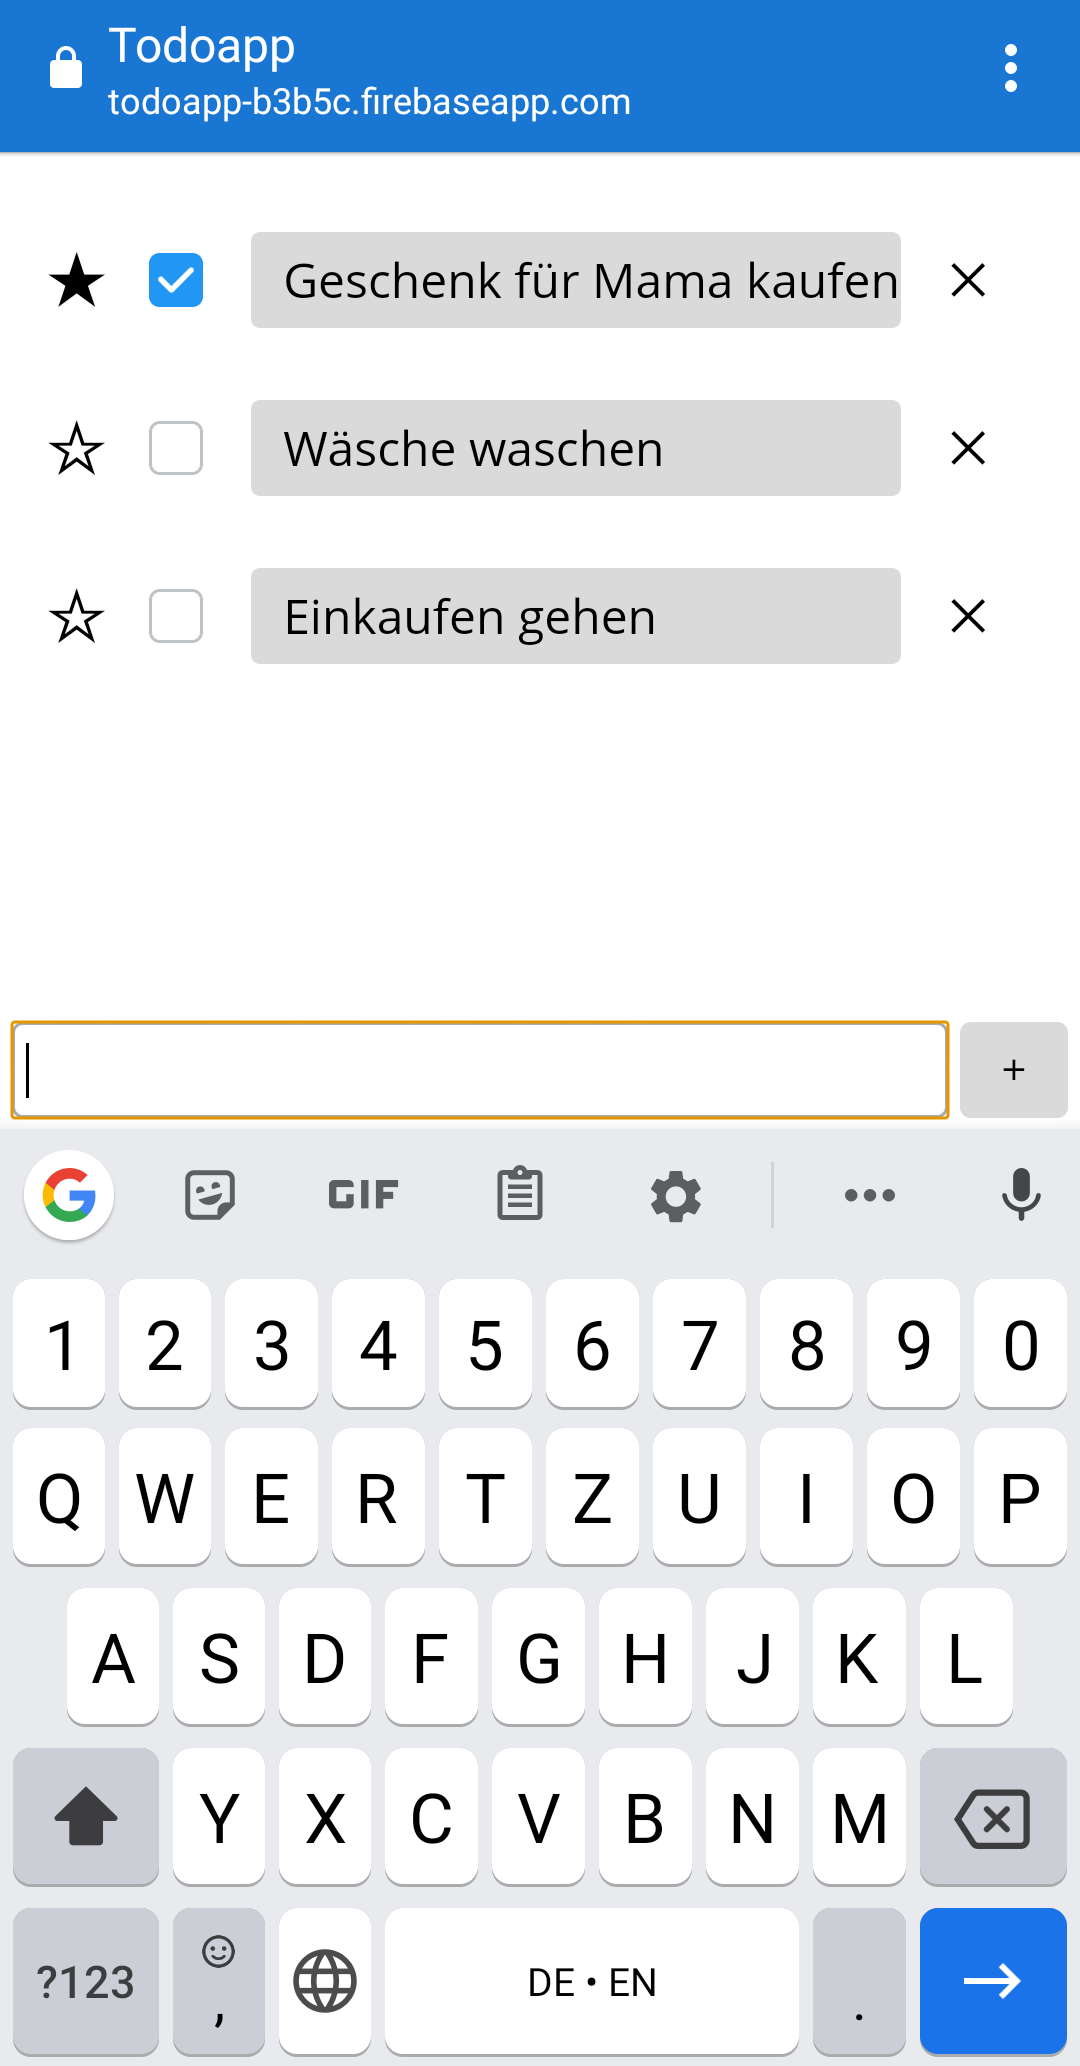 Todoapp
todoapp-b3b5c.firebaseapp.com
Geschenk für Mama kaufen
Wäsche waschen
Einkaufen gehen
+
GIF
1 2 3 4 5 6 7 8 9 0
Q W E R T Z U I O P
A S D F G H J K L
Y X C V B N M
?123 , DE • EN .